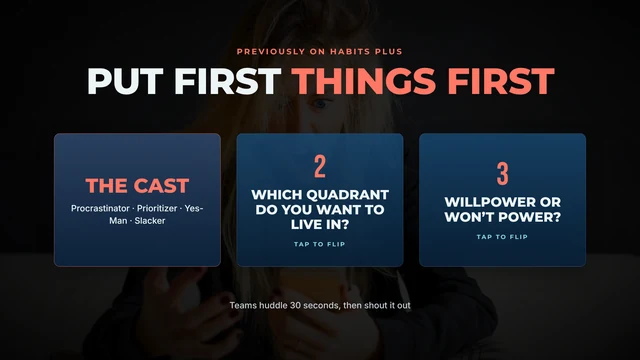 PREVIOUSLY ON HABITS PLUS
PUT FIRST THINGS FIRST
THE CAST
Procrastinator · Prioritizer · Yes-
Man · Slacker
2
WHICH QUADRANT
DO YOU WANT TO
LIVE IN?
TAP TO FLIP
3
WILLPOWER OR
WON’T POWER?
TAP TO FLIP
Teams huddle 30 seconds, then shout it out